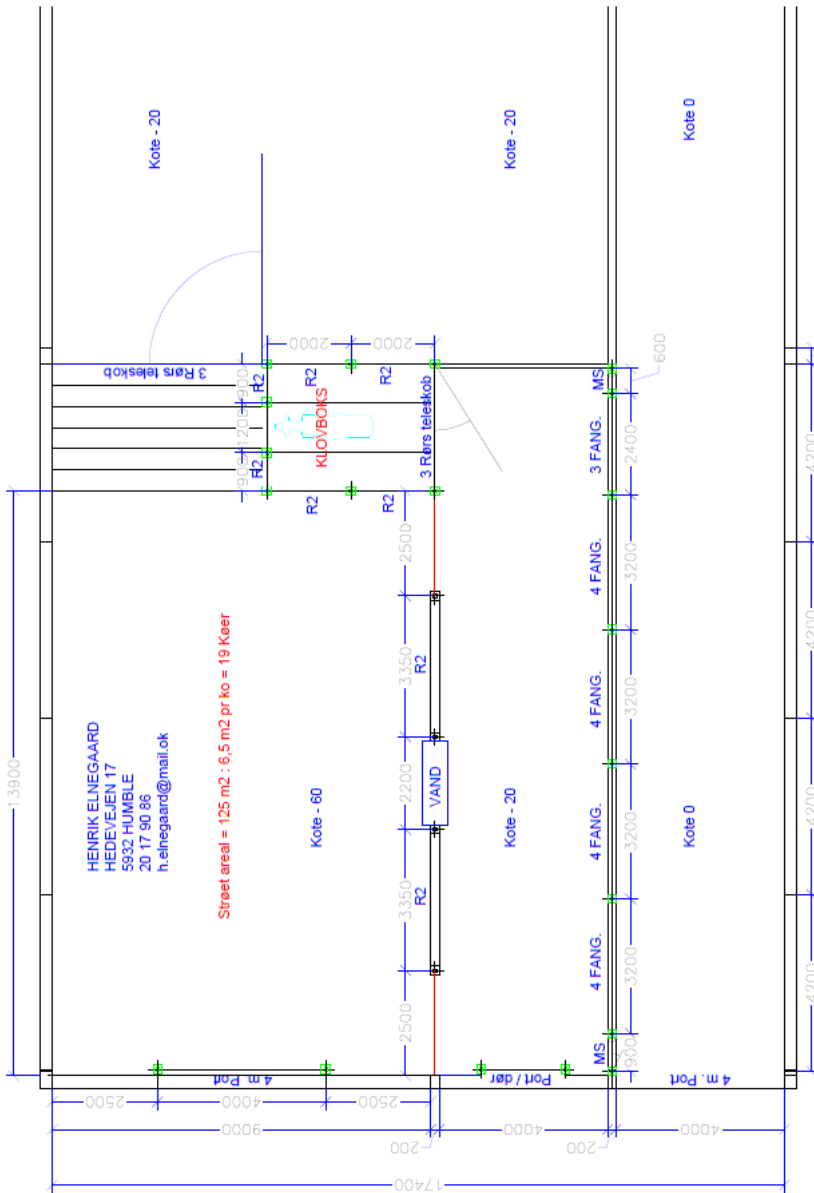 Kote - 20
Kote - 20
Kote 0
3 Rørs teleskob
2000
2000
900
1200
900
R2
R2
R2
R2
R2
R2
KLOVBOKS
3 Rørs teleskob
600
MS
3 FANG.
2400
4200
13900
HENRIK ELNEGAARD
HEDEVEJEN 17
5932 HUMBLE
20 17 90 86
h.elnegaard@mail.ok
Strøet areal = 125 m2 : 6,5 m2 pr ko = 19 Køer
Kote - 60
2500
3350
R2
2200
VAND
3350
R2
2500
Kote - 20
4 FANG.
3200
4 FANG.
3200
4 FANG.
3200
4 FANG.
3200
MS
900
Kote 0
4200
4200
4200
4 m. Port
Port / dør
4 m. Port
2500
4000
2500
9000
200
4000
200
4000
17400